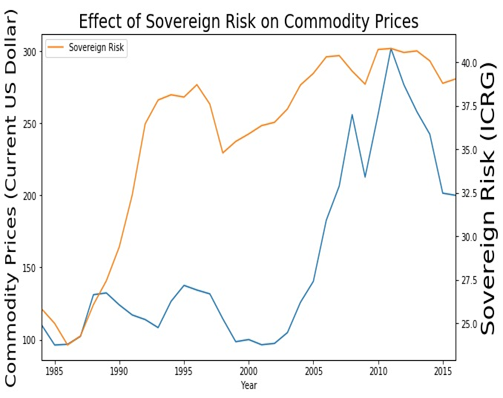 Effect of Sovereign Risk on Commodity Prices
Sovereign Risk
Commodity Prices (Current US Dollar)
300
250
200
150
100
40.0
37.5
35.0
32.5
30.0
27.5
25.0
Sovereign Risk (ICRG)
1985 1990 1995 2000 2005 2010 2015
Year